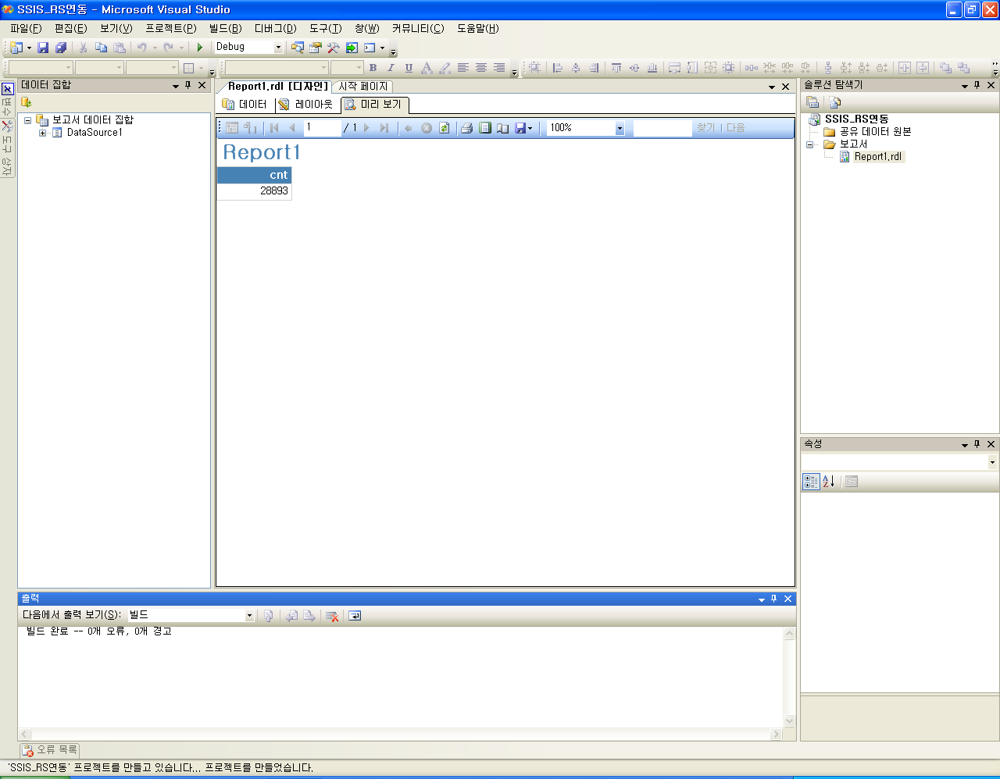 SSIS_RS연동 - Microsoft Visual Studio
파일(F) 편집(E) 보기(V) 프로젝트(P) 빌드(B) 디버그(D) 도구(T) 창(W) 커뮤니티(C) 도움말(H)
Debug
데이터 집합
보고서 데이터 집합
DataSource1
변수
도구 상자
Report1.rdl [디자인] 시작 페이지
데이터 레이아웃 미리 보기
1 / 1 100% 찾기 | 다음
Report1
cnt
28893
솔루션 탐색기
SSIS_RS연동
공유 데이터 원본
보고서
Report1.rdl
속성
출력
다음에서 출력 보기(S): 빌드
빌드 완료 -- 0개 오류, 0개 경고
오류 목록
'SSIS_RS연동' 프로젝트를 만들고 있습니다... 프로젝트를 만들었습니다.